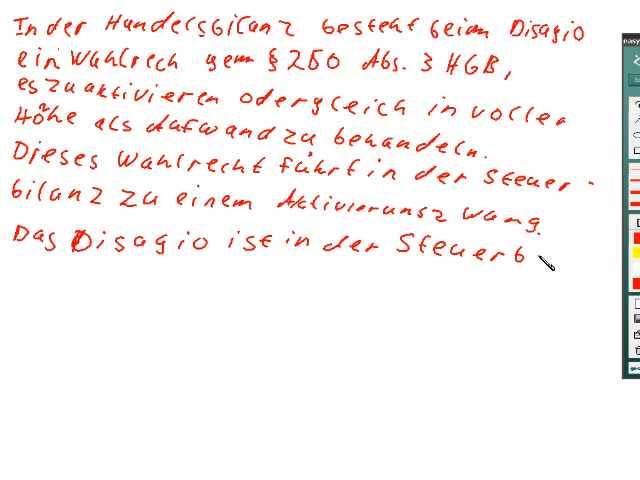 In der Handelsbilanz besteht beim Disagio
ein Wahlrech gem § 250 Abs. 3 HGB,
es zu aktivieren oder gleich in voller
Höhe als Aufwand zu behandeln.
Dieses Wahlrecht führt in der Steuer-
bilanz zu einem Aktivierunszwang.
Das Disagio ist in der Steuerb